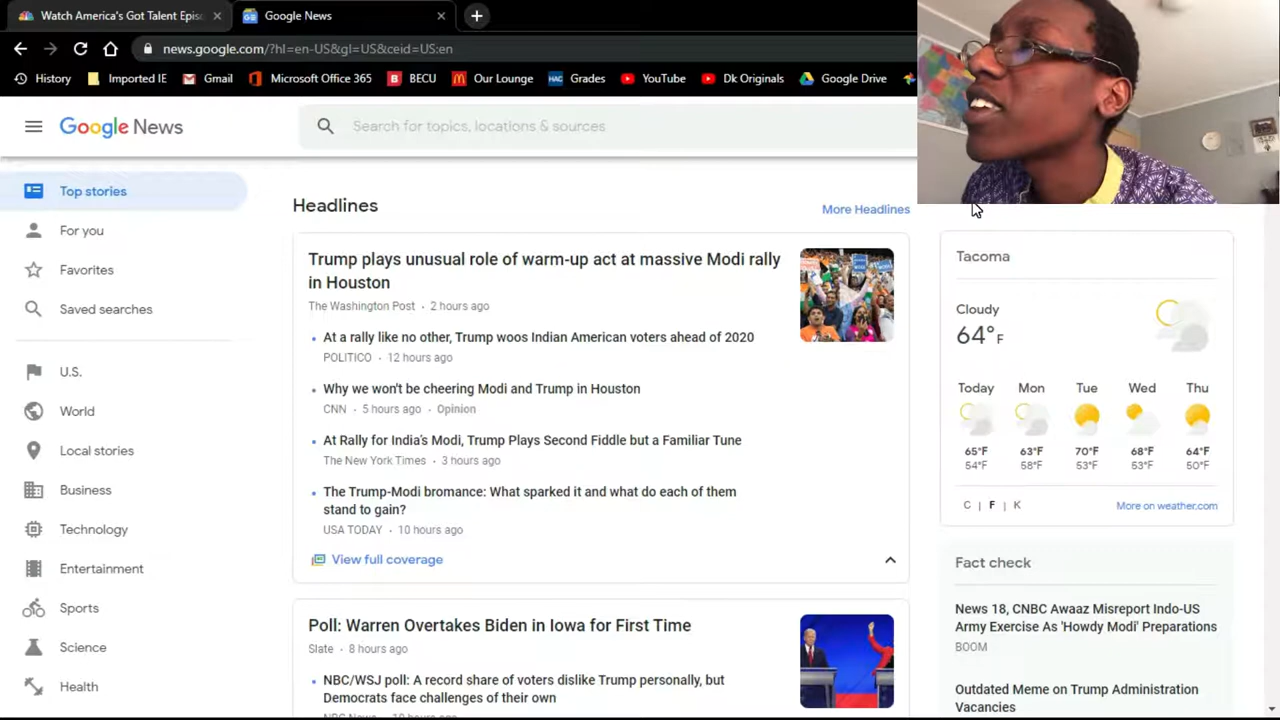 Watch America's Got Talent Epis
Google News
news.google.com/?hl=en-US&gl=US&ceid=US:en
History Imported IE Gmail Microsoft Office 365 BECU Our Lounge HAC Grades YouTube Dk Originals Google Drive
Google News
Search for topics, locations & sources
Top stories
For you
Favorites
Saved searches
U.S.
World
Local stories
Business
Technology
Entertainment
Sports
Science
Health
Headlines
More Headlines
Trump plays unusual role of warm-up act at massive Modi rally
in Houston
The Washington Post · 2 hours ago
At a rally like no other, Trump woos Indian American voters ahead of 2020
POLITICO · 12 hours ago
Why we won't be cheering Modi and Trump in Houston
CNN · 5 hours ago · Opinion
At Rally for India's Modi, Trump Plays Second Fiddle but a Familiar Tune
The New York Times · 3 hours ago
The Trump-Modi bromance: What sparked it and what do each of them
stand to gain?
USA TODAY · 10 hours ago
View full coverage
Poll: Warren Overtakes Biden in Iowa for First Time
Slate · 8 hours ago
NBC/WSJ poll: A record share of voters dislike Trump personally, but
Democrats face challenges of their own
NBC News · 10 hours ago
Tacoma
Cloudy
64°F
Today Mon Tue Wed Thu
65°F 63°F 70°F 68°F 64°F
54°F 58°F 53°F 53°F 50°F
C | F | K
More on weather.com
Fact check
News 18, CNBC Awaaz Misreport Indo-US
Army Exercise As 'Howdy Modi' Preparations
BOOM
Outdated Meme on Trump Administration
Vacancies